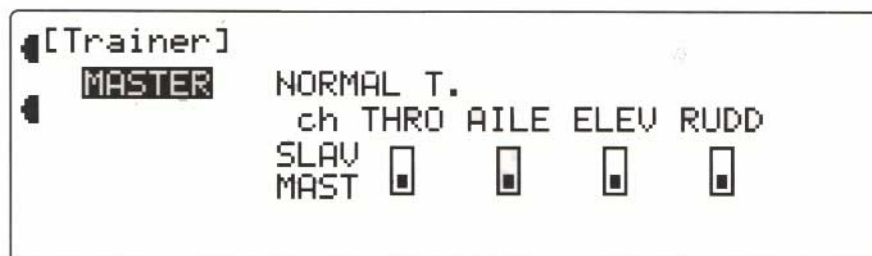 [Trainer]
MASTER NORMAL T.
ch THRO AILE ELEV RUDD
SLAV
MAST